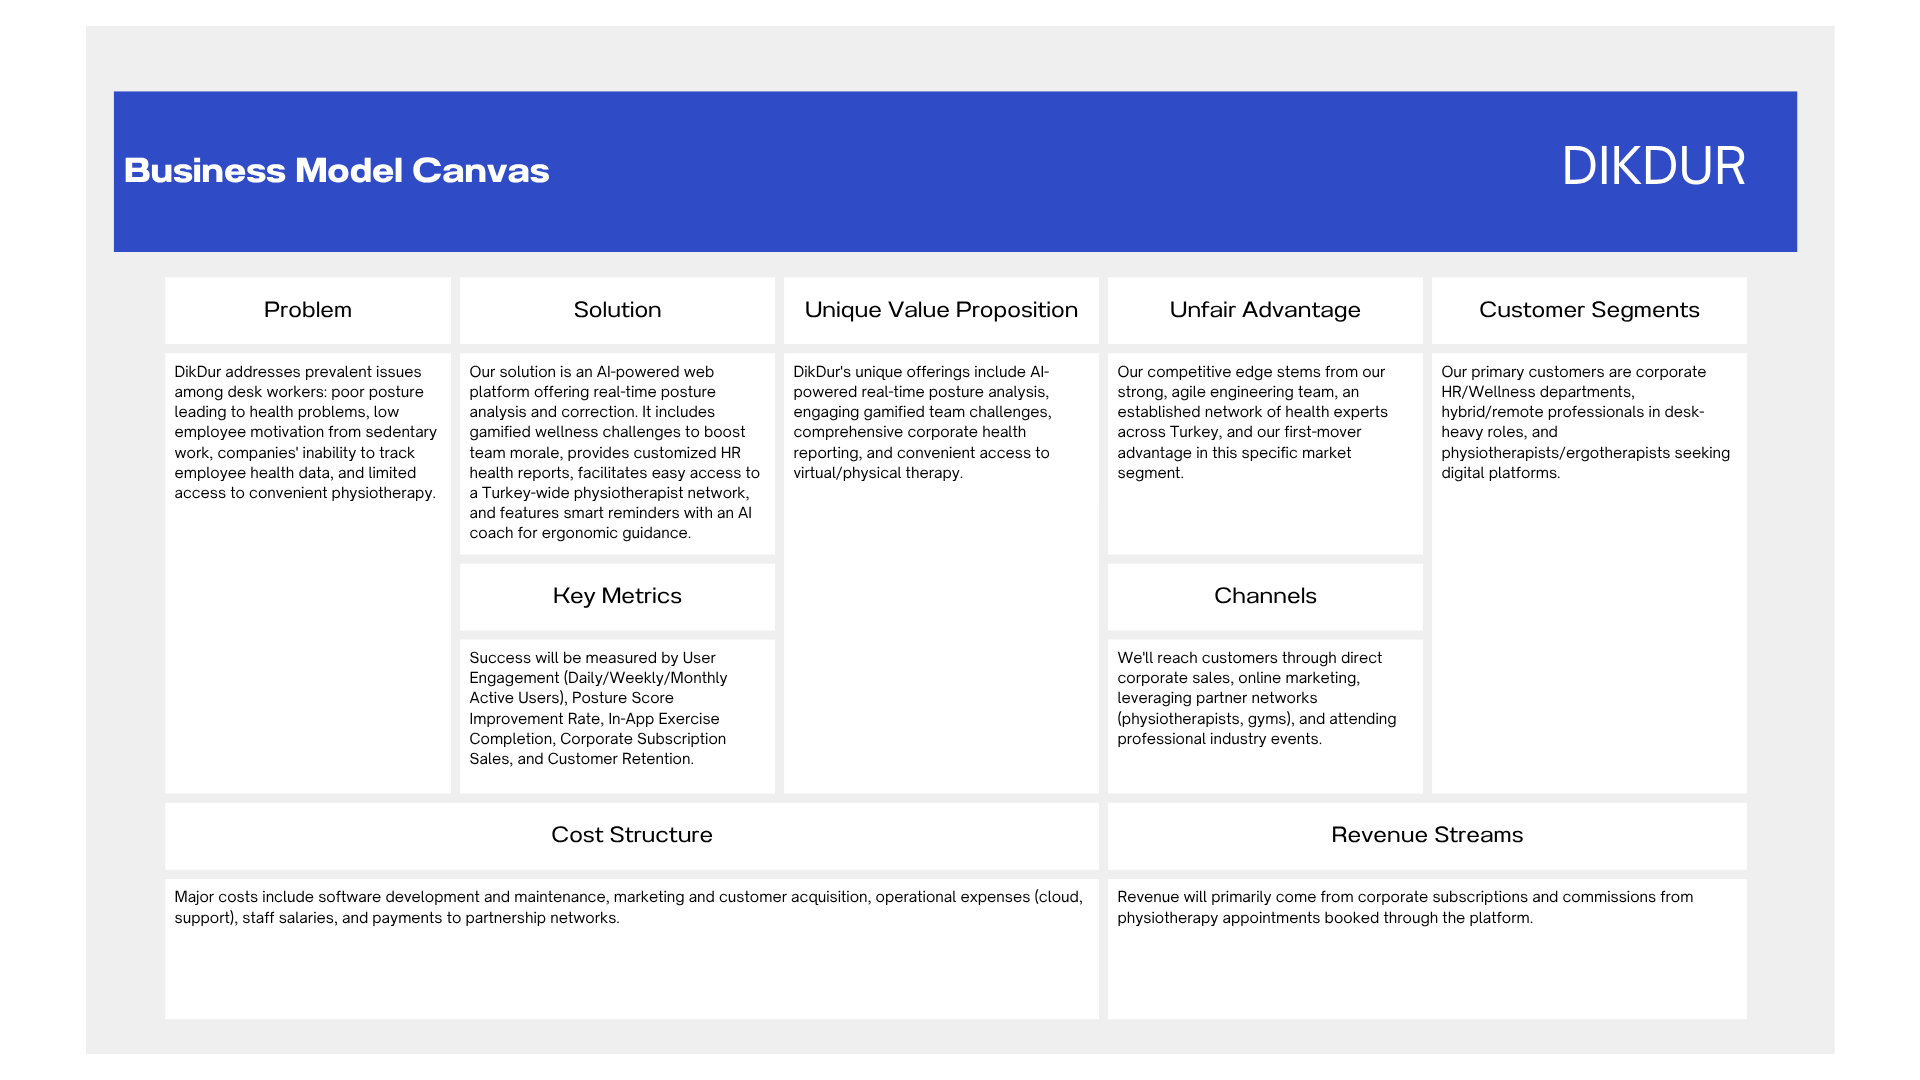 Business Model Canvas
DIKDUR
Problem
DikDur addresses prevalent issues
among desk workers: poor posture
leading to health problems, low
employee motivation from sedentary
work, companies' inability to track
employee health data, and limited
access to convenient physiotherapy.
Solution
Our solution is an AI-powered web
platform offering real-time posture
analysis and correction. It includes
gamified wellness challenges to boost
team morale, provides customized HR
health reports, facilitates easy access to
a Turkey-wide physiotherapist network,
and features smart reminders with an AI
coach for ergonomic guidance.
Key Metrics
Success will be measured by User
Engagement (Daily/Weekly/Monthly
Active Users), Posture Score
Improvement Rate, In-App Exercise
Completion, Corporate Subscription
Sales, and Customer Retention.
Unique Value Proposition
DikDur's unique offerings include AI-
powered real-time posture analysis,
engaging gamified team challenges,
comprehensive corporate health
reporting, and convenient access to
virtual/physical therapy.
Unfair Advantage
Our competitive edge stems from our
strong, agile engineering team, an
established network of health experts
across Turkey, and our first-mover
advantage in this specific market
segment.
Channels
We'll reach customers through direct
corporate sales, online marketing,
leveraging partner networks
(physiotherapists, gyms), and attending
professional industry events.
Customer Segments
Our primary customers are corporate
HR/Wellness departments,
hybrid/remote professionals in desk-
heavy roles, and
physiotherapists/ergotherapists seeking
digital platforms.
Cost Structure
Major costs include software development and maintenance, marketing and customer acquisition, operational expenses (cloud,
support), staff salaries, and payments to partnership networks.
Revenue Streams
Revenue will primarily come from corporate subscriptions and commissions from
physiotherapy appointments booked through the platform.